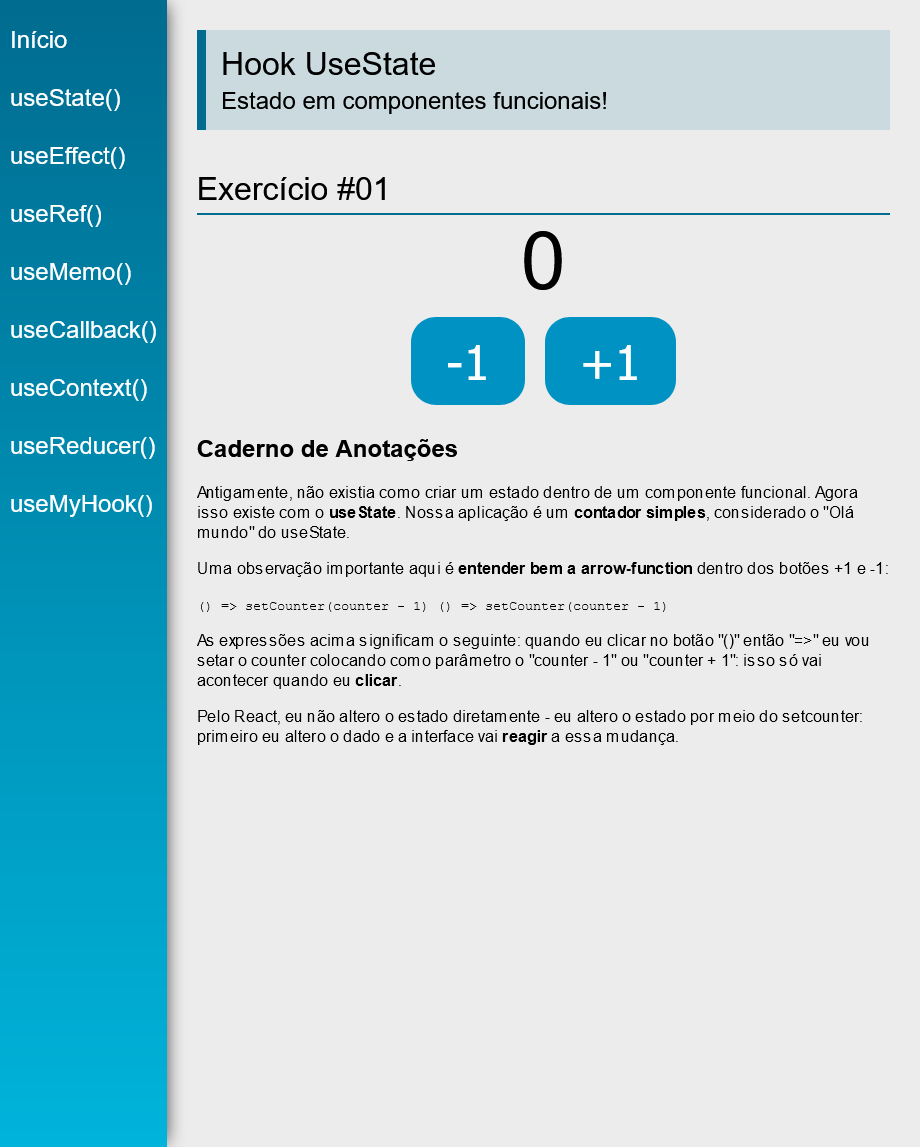 Início
useState()
useEffect()
useRef()
useMemo()
useCallback()
useContext()
useReducer()
useMyHook()
Hook UseState
Estado em componentes funcionais!
Exercício #01
0
-1 +1
Caderno de Anotações
Antigamente, não existia como criar um estado dentro de um componente funcional. Agora
isso existe com o useState. Nossa aplicação é um contador simples, considerado o "Olá
mundo" do useState.
Uma observação importante aqui é entender bem a arrow-function dentro dos botões +1 e -1:
() => setCounter(counter - 1) () => setCounter(counter - 1)
As expressões acima significam o seguinte: quando eu clicar no botão "()" então "=>" eu vou
setar o counter colocando como parâmetro o "counter - 1" ou "counter + 1": isso só vai
acontecer quando eu clicar.
Pelo React, eu não altero o estado diretamente - eu altero o estado por meio do setcounter:
primeiro eu altero o dado e a interface vai reagir a essa mudança.